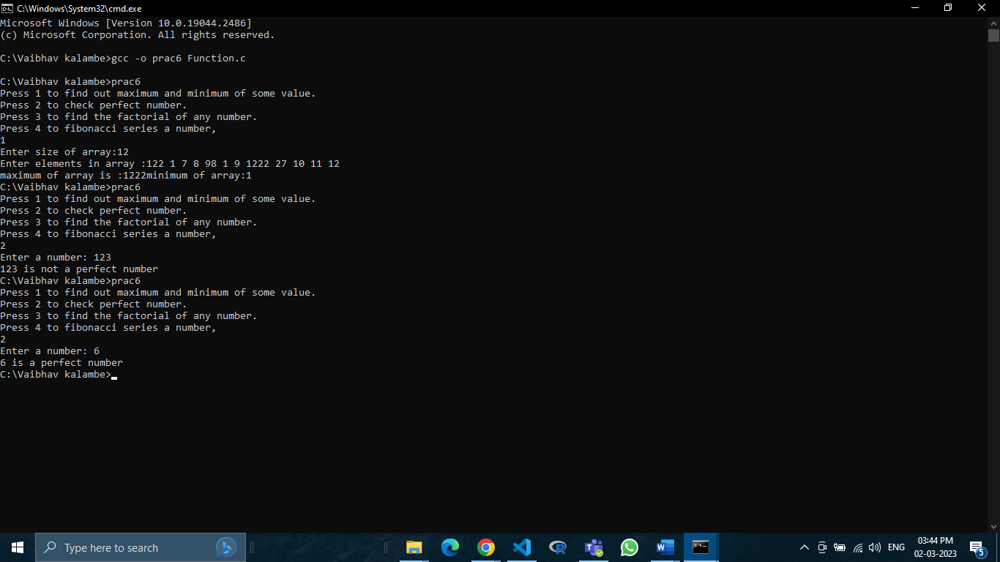 C:\Windows\System32\cmd.exe
Microsoft Windows [Version 10.0.19044.2486]
(c) Microsoft Corporation. All rights reserved.
C:\Vaibhav kalambe>gcc -o prac6 Function.c
C:\Vaibhav kalambe>prac6
Press 1 to find out maximum and minimum of some value.
Press 2 to check perfect number.
Press 3 to find the factorial of any number.
Press 4 to fibonacci series a number,
1
Enter size of array:12
Enter elements in array :122 1 7 8 98 1 9 1222 27 10 11 12
maximum of array is :1222minimum of array:1
C:\Vaibhav kalambe>prac6
Press 1 to find out maximum and minimum of some value.
Press 2 to check perfect number.
Press 3 to find the factorial of any number.
Press 4 to fibonacci series a number,
2
Enter a number: 123
123 is not a perfect number
C:\Vaibhav kalambe>prac6
Press 1 to find out maximum and minimum of some value.
Press 2 to check perfect number.
Press 3 to find the factorial of any number.
Press 4 to fibonacci series a number,
2
Enter a number: 6
6 is a perfect number
C:\Vaibhav kalambe>
Type here to search
ENG
03:44 PM
02-03-2023
5